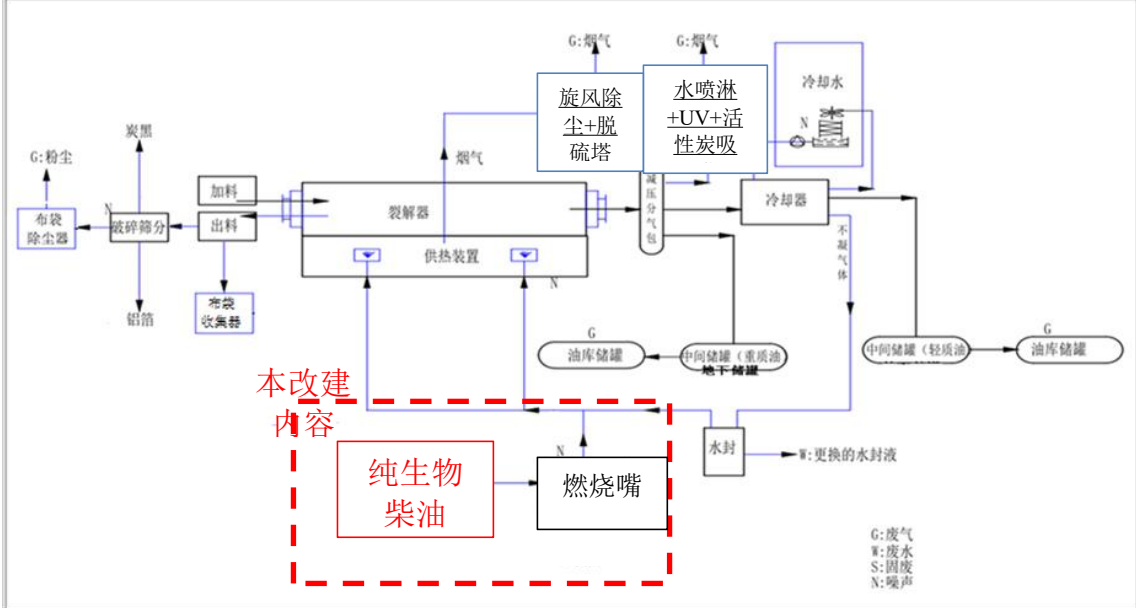 G:烟气
G:烟气
旋风除
尘+脱
硫塔
水喷淋
+UV+活
性炭吸
冷却水
N
炭黑
G:粉尘
烟气
加料
裂解器
减压分气包
冷却器
布袋
除尘器
N
破碎筛分
出料
供热装置
N
不凝气体
布袋
收集器
铝箔
G
油库储罐
中间储罐（重质油
地下储罐
中间储罐（轻质油
G
油库储罐
本改建
内容
N
水封
W:更换的水封液
纯生物
柴油
燃烧嘴
G:废气
W:废水
S:固废
N:噪声